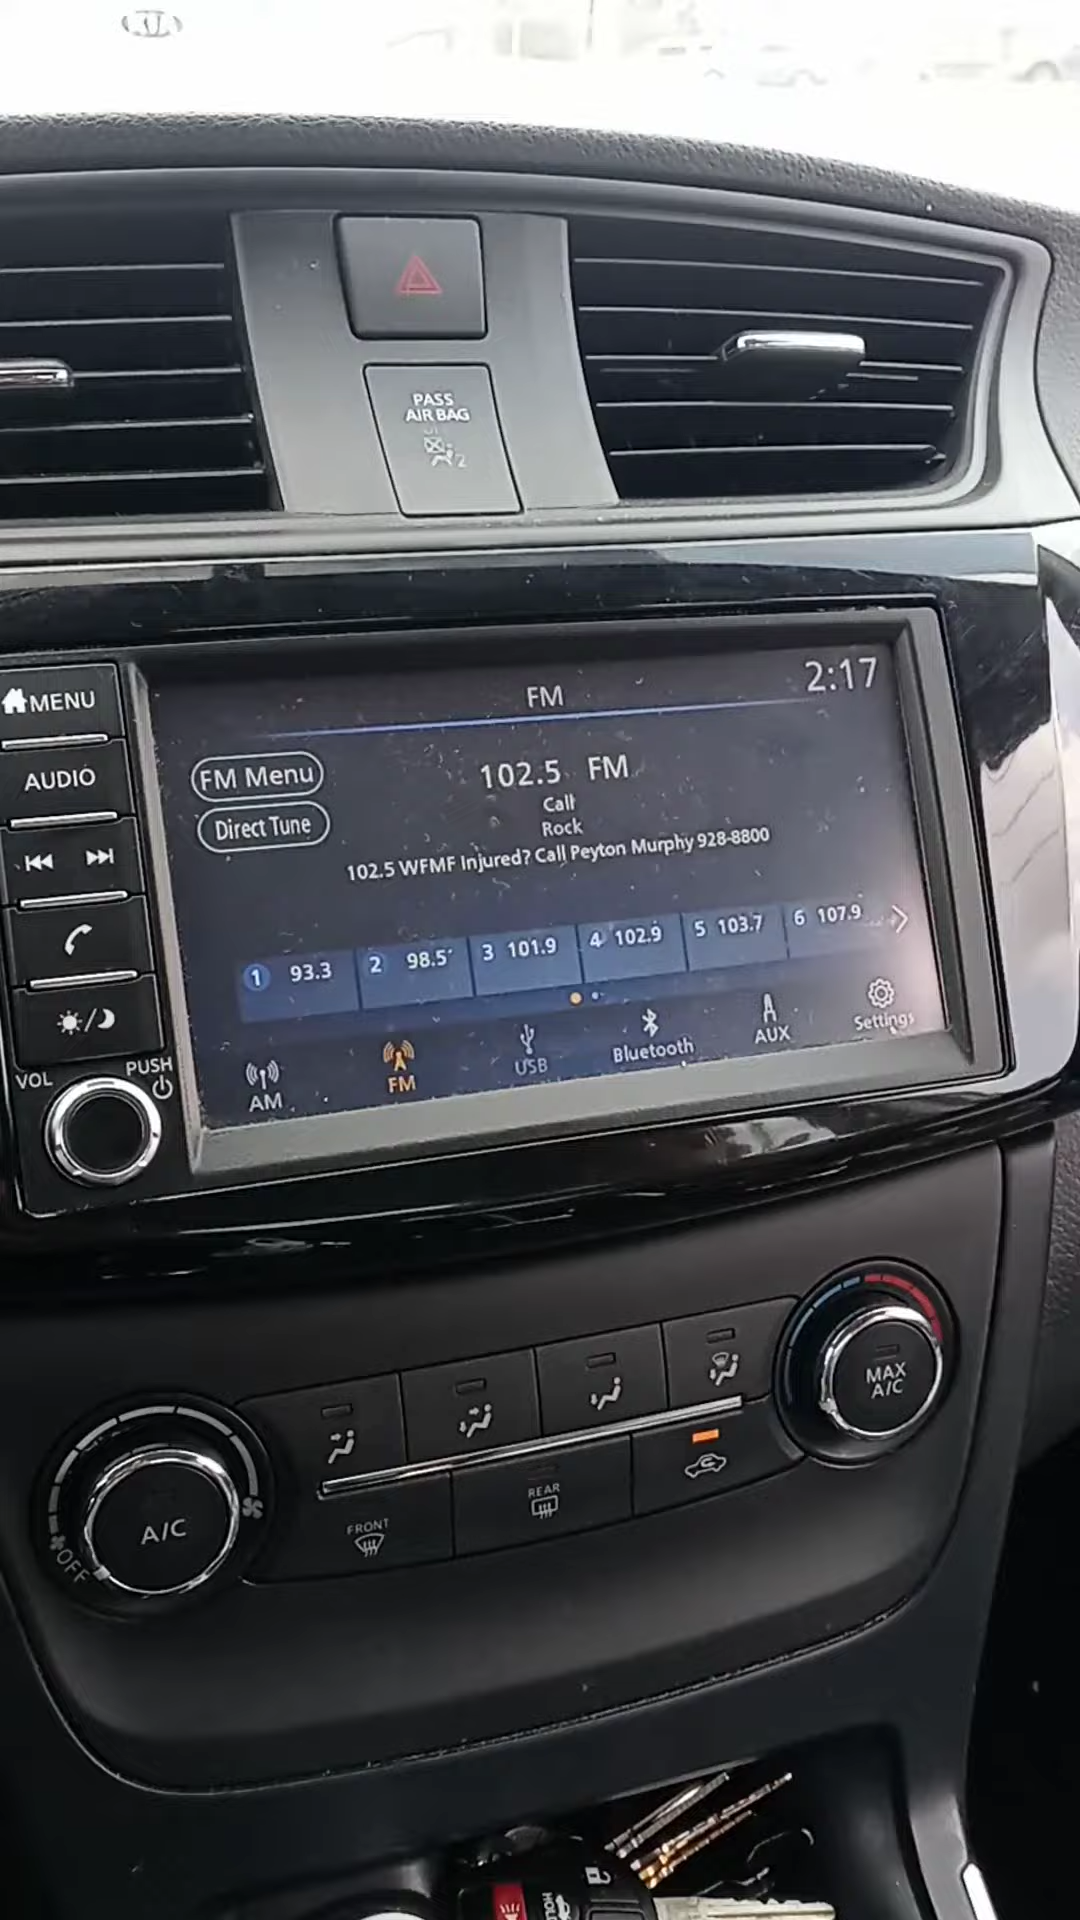 PASS
AIR BAG
2
MENU
AUDIO
VOL
PUSH
FM
2:17
FM Menu
Direct Tune
102.5 FM
Call
Rock
102.5 WFMF Injured? Call Peyton Murphy 928-8800
1 93.3
2 98.5
3 101.9
4 102.9
5 103.7
6 107.9
AM
FM
USB
Bluetooth
AUX
Settings
MAX
A/C
A/C
OFF
FRONT
REAR
HOLD